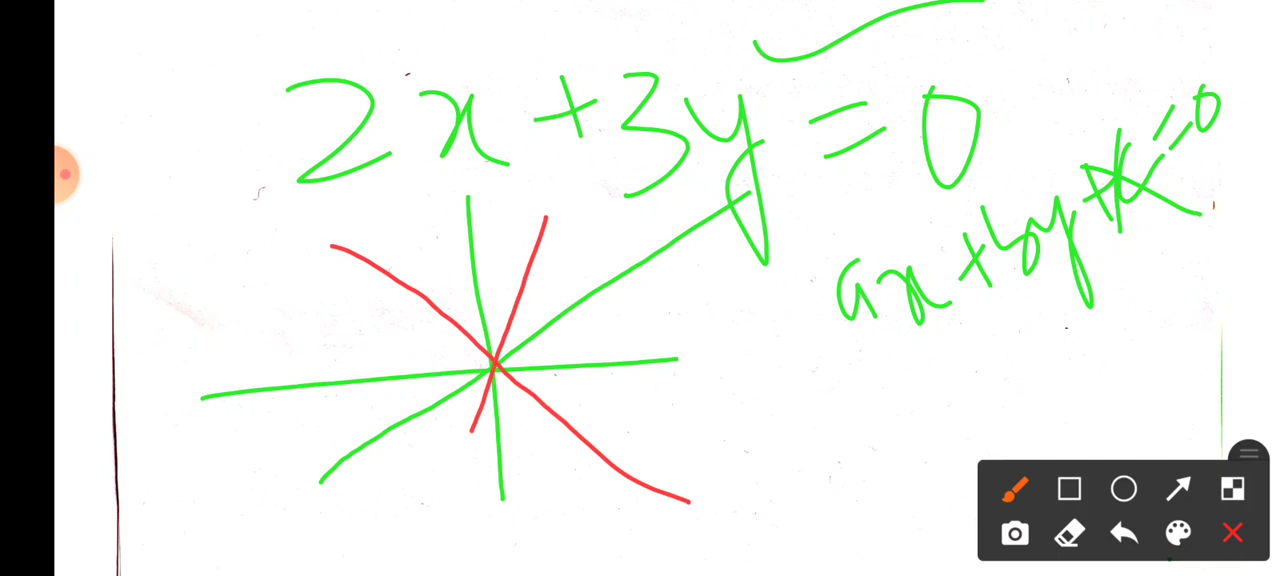 2x + 3y = 0
ax + by + c = 0